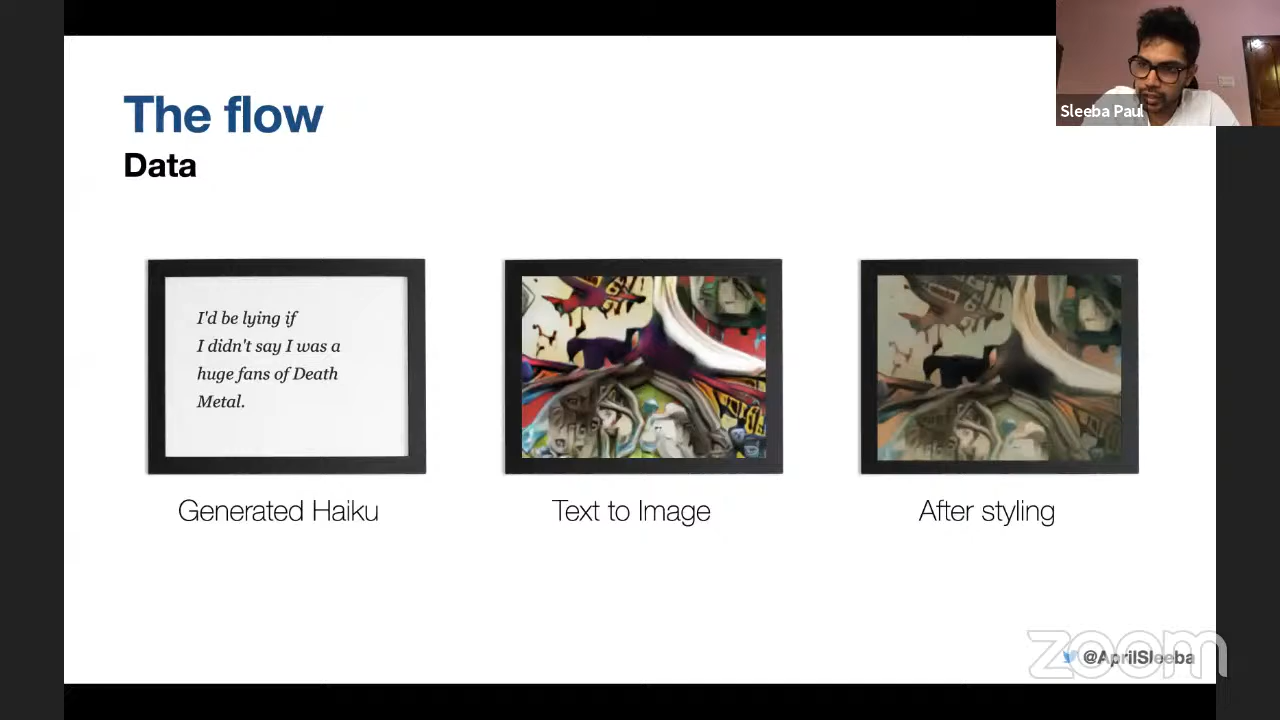 The flow
Data
Sleeba Paul
I'd be lying if
I didn't say I was a
huge fans of Death
Metal.
Generated Haiku
Text to Image
After styling
zoom
@AprilSleeba